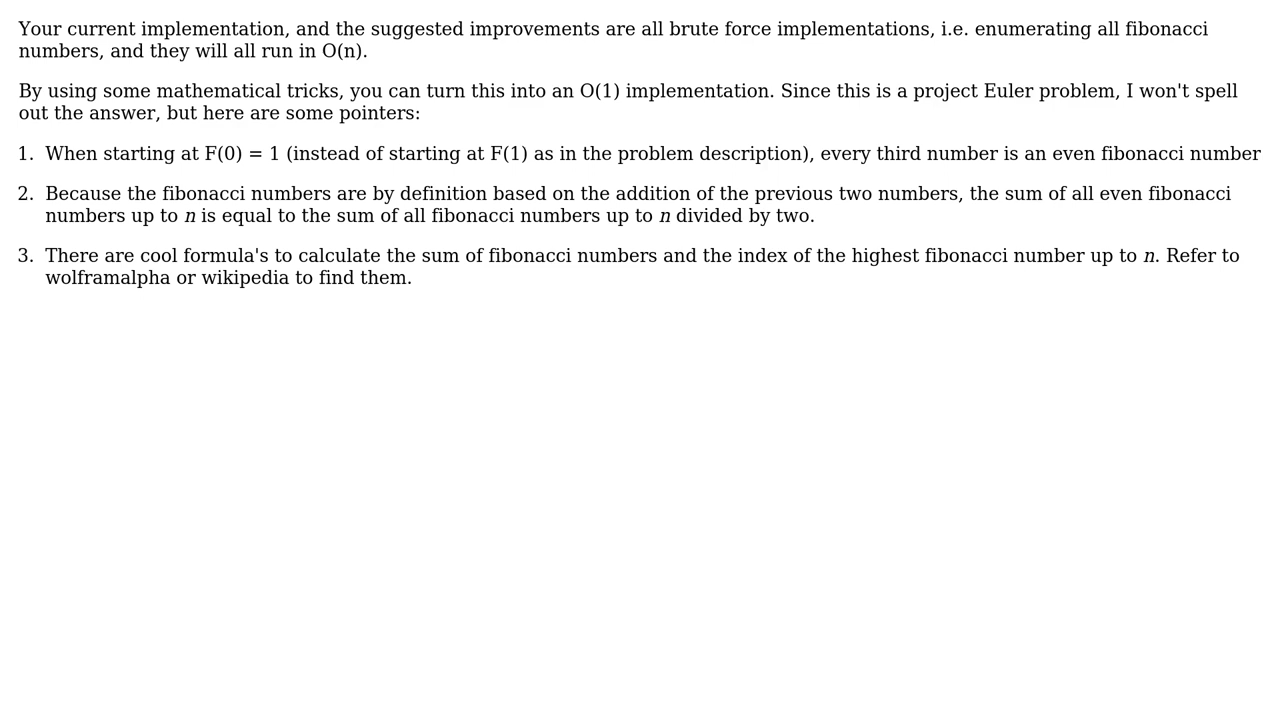 Your current implementation, and the suggested improvements are all brute force implementations, i.e. enumerating all fibonacci
numbers, and they will all run in O(n).
By using some mathematical tricks, you can turn this into an O(1) implementation. Since this is a project Euler problem, I won't spell
out the answer, but here are some pointers:
1. When starting at F(0) = 1 (instead of starting at F(1) as in the problem description), every third number is an even fibonacci number
2. Because the fibonacci numbers are by definition based on the addition of the previous two numbers, the sum of all even fibonacci
numbers up to n is equal to the sum of all fibonacci numbers up to n divided by two.
3. There are cool formula's to calculate the sum of fibonacci numbers and the index of the highest fibonacci number up to n. Refer to
wolframalpha or wikipedia to find them.